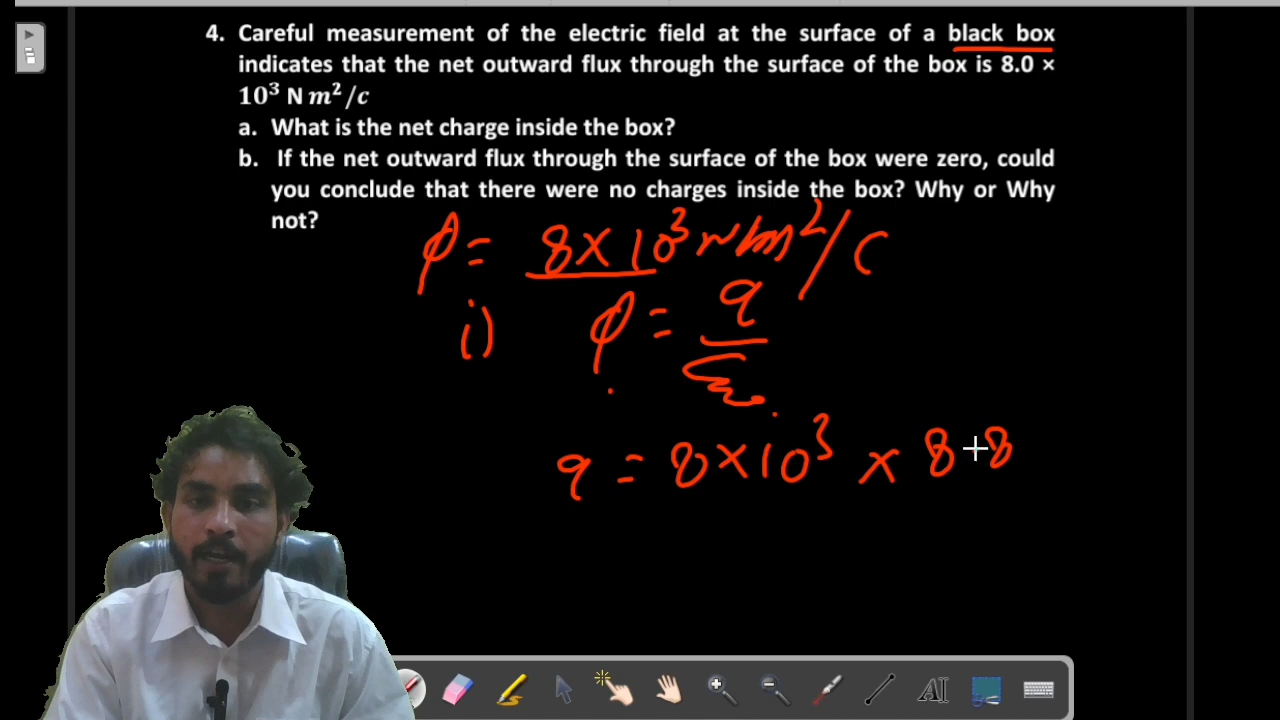 4. Careful measurement of the electric field at the surface of a black box
indicates that the net outward flux through the surface of the box is 8.0 ×
10³ N m²/c
a. What is the net charge inside the box?
b. If the net outward flux through the surface of the box were zero, could
you conclude that there were no charges inside the box? Why or Why
not?
φ = 8×10³ Nm²/C
i) φ = q/ε₀
q = 8×10³ × 8.8
AI